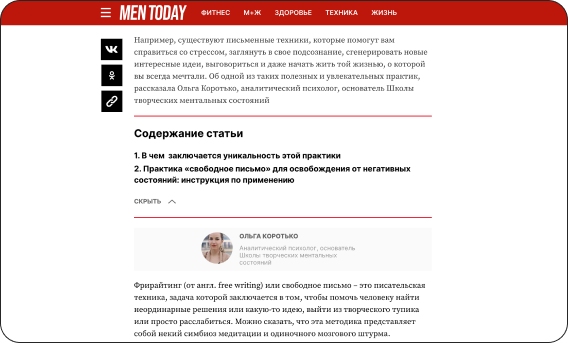 MEN TODAY ФИТНЕС М+Ж ЗДОРОВЬЕ ТЕХНИКА ЖИЗНЬ
Например, существуют письменные техники, которые помогут вам
справиться со стрессом, заглянуть в свое подсознание, сгенерировать новые
интересные идеи, выговориться и даже начать жить той жизнью, о которой
вы всегда мечтали. Об одной из таких полезных и увлекательных практик,
рассказала Ольга Коротько, аналитический психолог, основатель Школы
творческих ментальных состояний
Содержание статьи
1. В чем заключается уникальность этой практики
2. Практика «свободное письмо» для освобождения от негативных
состояний: инструкция по применению
СКРЫТЬ
ОЛЬГА КОРОТЬКО
Аналитический психолог, основатель
Школы творческих ментальных
состояний
Фрирайтинг (от англ. free writing) или свободное письмо – это писательская
техника, задача которой заключается в том, чтобы помочь человеку найти
неординарные решения или какую-то идею, выйти из творческого тупика
или просто расслабиться. Можно сказать, что эта методика представляет
собой некий симбиоз медитации и одиночного мозгового штурма.